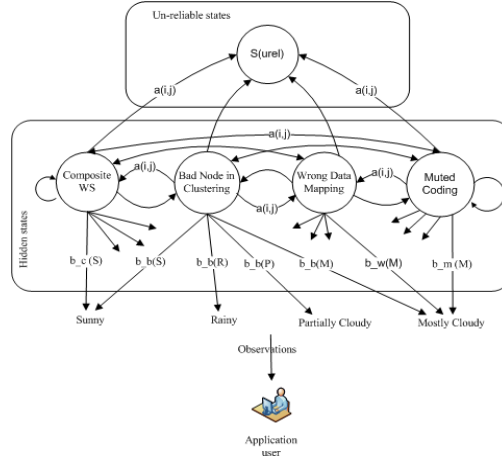 Un-reliable states
S(urel)
a(i,j)
a(i,j)
a(i,j)
Hidden states
Composite
WS
a(i,j)
Bad Node in
Clustering
a(i,j)
Wrong Data
Mapping
a(i,j)
Muted
Coding
b_c (S)
b_b(S)
b_b(R)
b_b(P)
b_b(M)
b_w(M)
b_m (M)
Sunny
Rainy
Partially Cloudy
Mostly Cloudy
Observations
Application
user